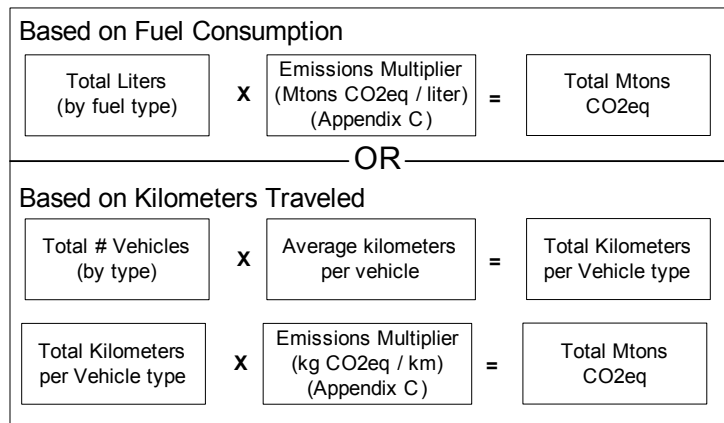 Based on Fuel Consumption
Total Liters
(by fuel type)
X
Emissions Multiplier
(Mtons CO2eq / liter)
(Appendix C)
=
Total Mtons
CO2eq
OR
Based on Kilometers Traveled
Total # Vehicles
(by type)
X
Average kilometers
per vehicle
=
Total Kilometers
per Vehicle type
Total Kilometers
per Vehicle type
X
Emissions Multiplier
(kg CO2eq / km)
(Appendix C)
=
Total Mtons
CO2eq